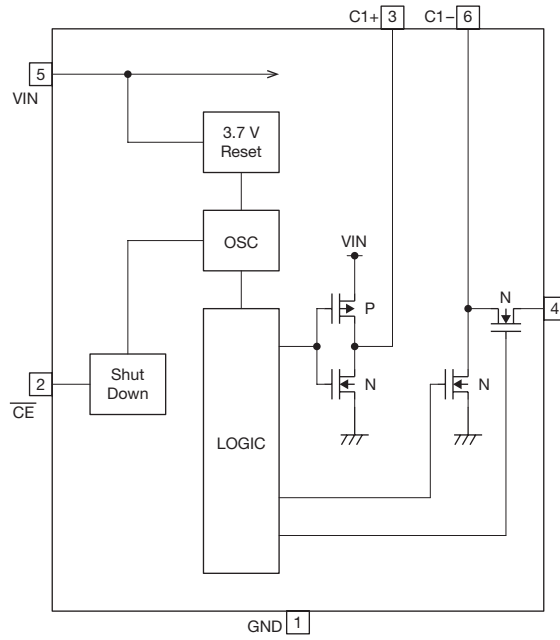 C1+ 3 C1− 6
5
VIN
3.7 V
Reset
OSC
VIN
P
N
4
2
CE
Shut
Down
N
N
LOGIC
GND 1